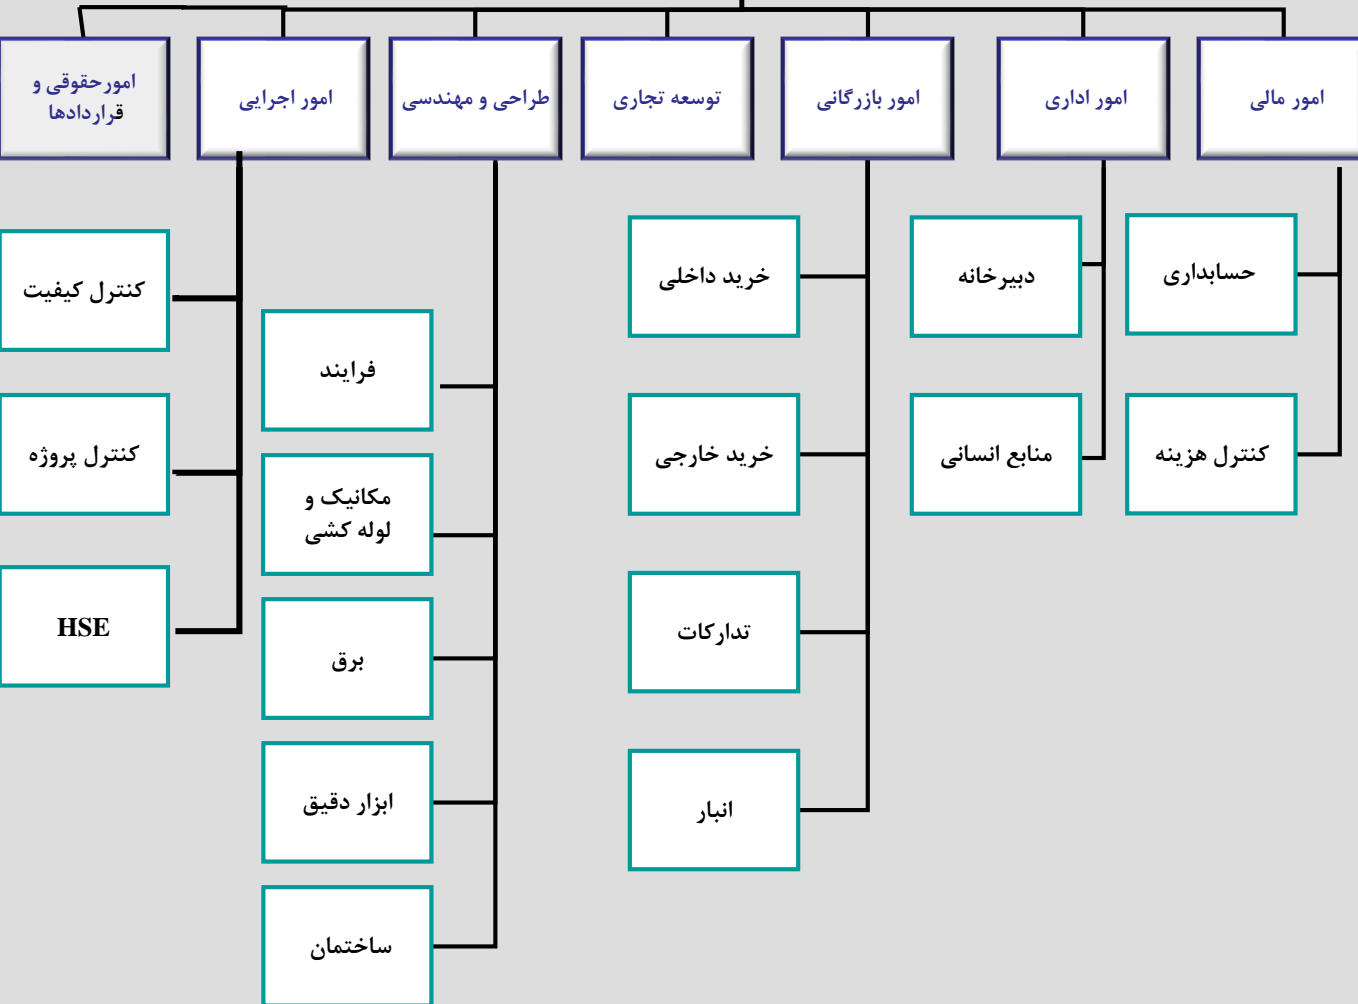 امور مالی
امور اداری
امور بازرگانی
توسعه تجاری
طراحی و مهندسی
امور اجرایی
امورحقوقی و
قراردادها
حسابداری
کنترل هزینه
دبیرخانه
منابع انسانی
خرید داخلی
خرید خارجی
تدارکات
انبار
فرایند
مکانیک و
لوله کشی
برق
ابزار دقیق
ساختمان
کنترل کیفیت
کنترل پروژه
HSE